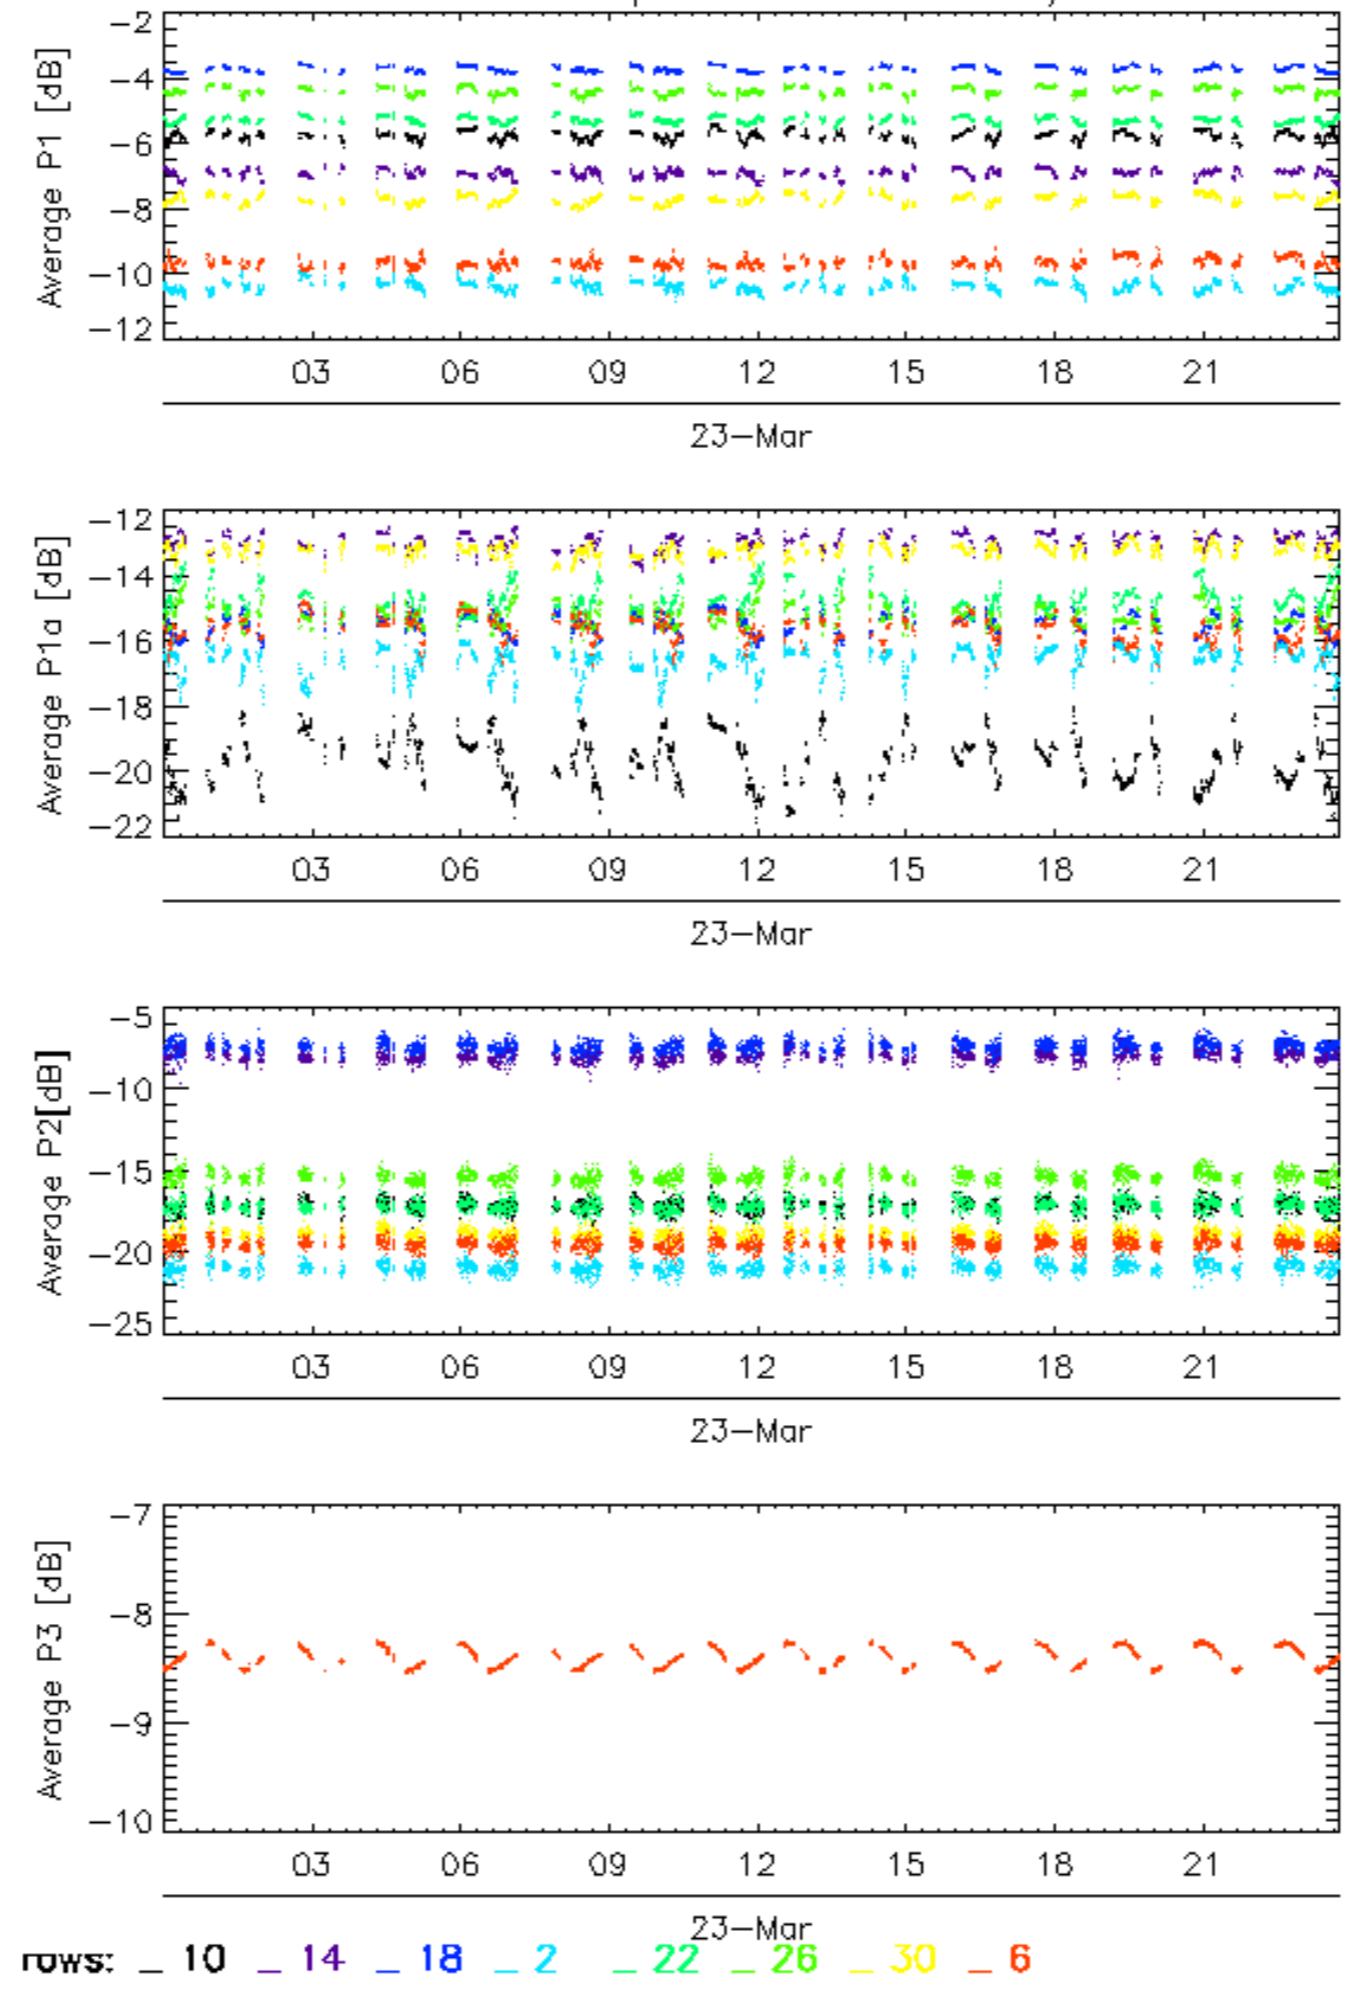 −2
−4
−6
−8
−10
−12
Average P1 [dB]
03 06 09 12 15 18 21
23−Mar
−12
−14
−16
−18
−20
−22
Average P1a [dB]
03 06 09 12 15 18 21
23−Mar
−5
−10
−15
−20
−25
Average P2[dB]
03 06 09 12 15 18 21
23−Mar
−7
−8
−9
−10
Average P3 [dB]
03 06 09 12 15 18 21
23−Mar
rows: _ 10 _ 14 _ 18 _ 2 _ 22 _ 26 _ 30 _ 6